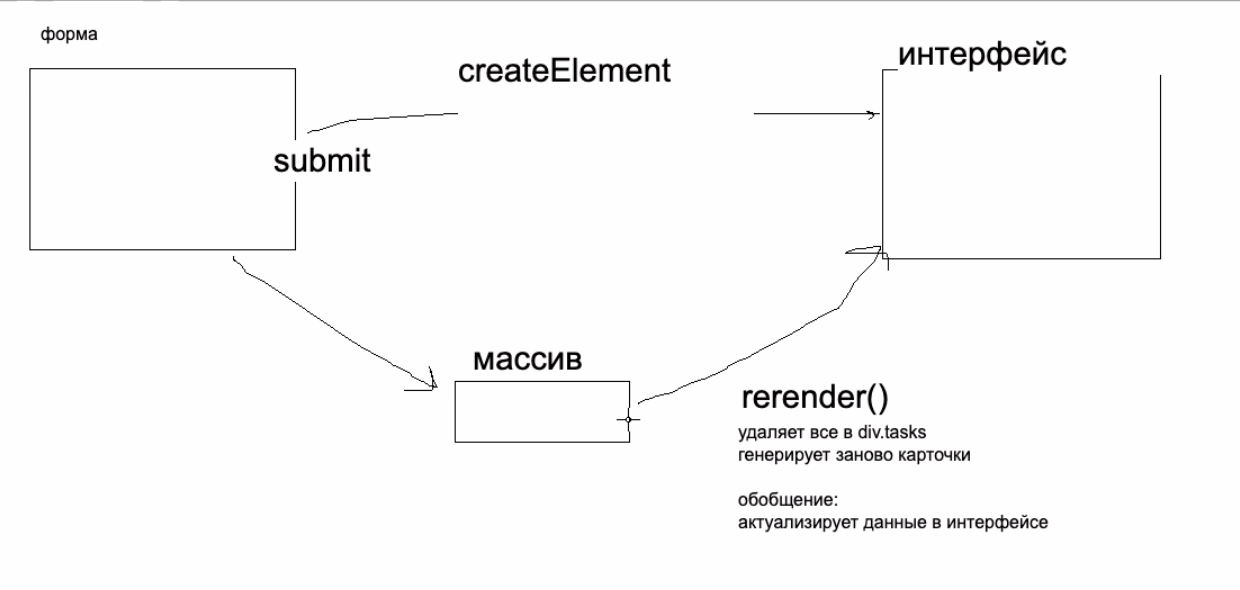 форма
createElement
интерфейс
submit
массив
rerender()
удаляет все в div.tasks
генерирует заново карточки
обобщение:
актуализирует данные в интерфейсе